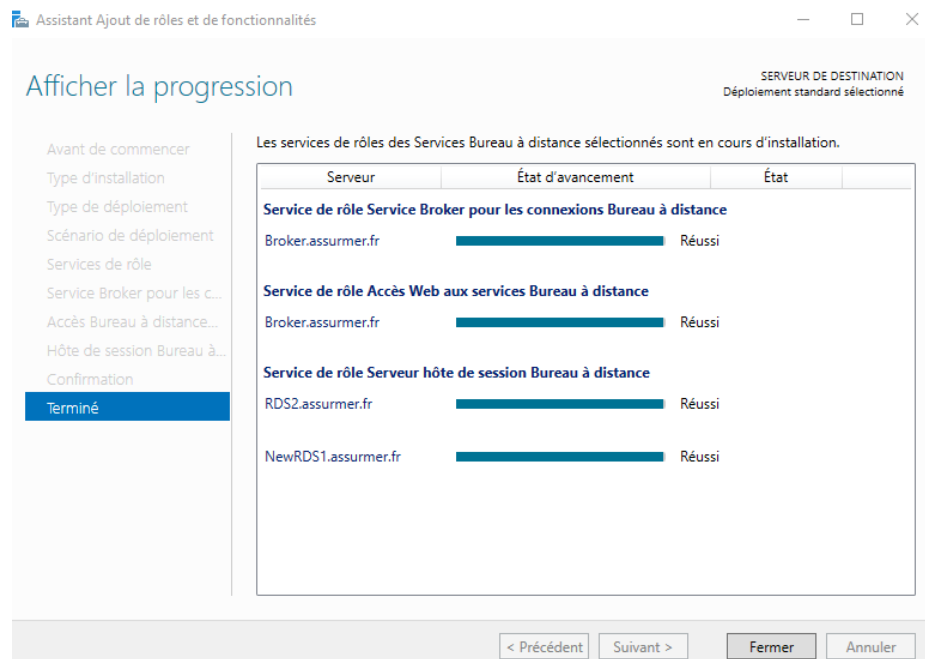 Assistant Ajout de rôles et de fonctionnalités
Afficher la progression
SERVEUR DE DESTINATION
Déploiement standard sélectionné
Avant de commencer
Type d'installation
Type de déploiement
Scénario de déploiement
Services de rôle
Service Broker pour les c...
Accès Bureau à distance...
Hôte de session Bureau à...
Confirmation
Terminé
Les services de rôles des Services Bureau à distance sélectionnés sont en cours d'installation.
Serveur État d'avancement État
Service de rôle Service Broker pour les connexions Bureau à distance
Broker.assurmer.fr Réussi
Service de rôle Accès Web aux services Bureau à distance
Broker.assurmer.fr Réussi
Service de rôle Serveur hôte de session Bureau à distance
RDS2.assurmer.fr Réussi
NewRDS1.assurmer.fr Réussi
< Précédent Suivant > Fermer Annuler